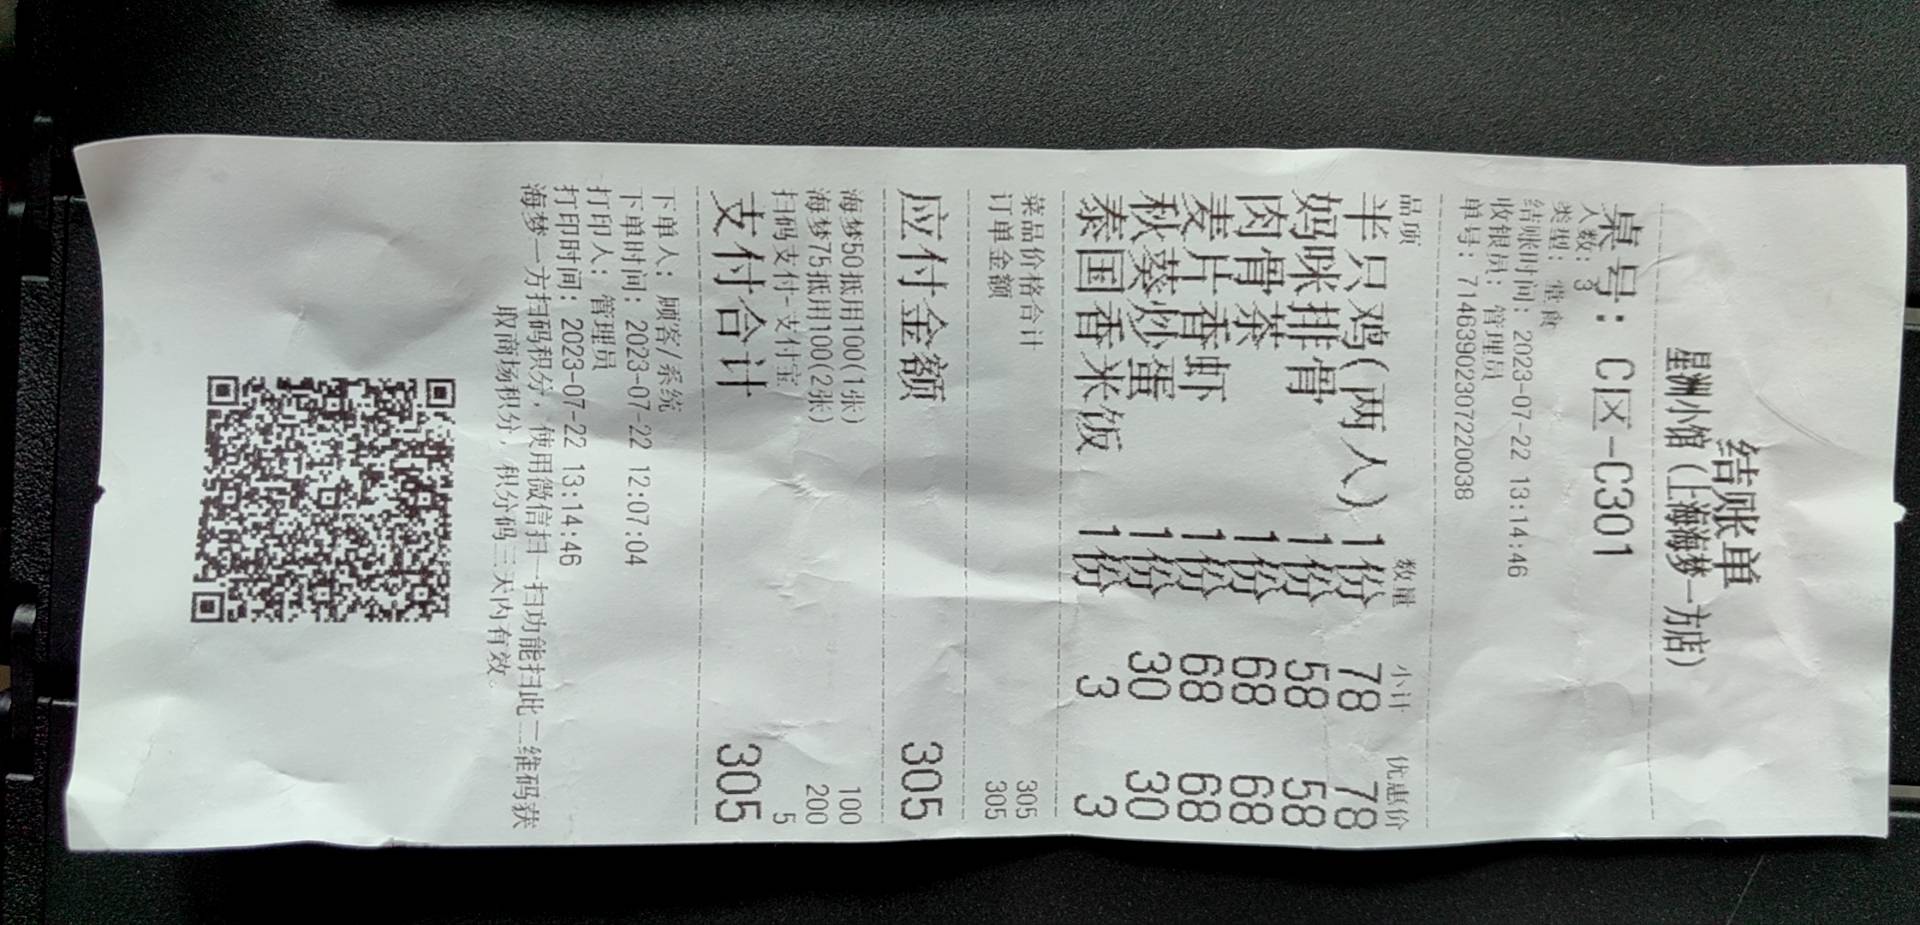 结账单
星洲小馆(上海海梦一方店)
桌号: C区-C301
人数: 3
类型: 堂食
结账时间: 2023-07-22 13:14:46
收银员: 管理员
单号: 714639023072200​38
品项 数量 小计 优惠价
半只鸡(两人) 1份 78 78
妈咪排骨 1份 58 58
肉骨茶 1份 68 68
麦片香虾 1份 68 68
秋葵炒蛋 1份 30 30
泰国香米饭 1份 3 3
菜品价格合计 305
订单金额 305
应付金额 305
海梦50抵用100(1张) 100
海梦75抵用100(2张) 200
扫码支付-支付宝 5
支付合计 305
下单人: 顾客/系统
下单时间: 2023-07-22 12:07:04
打印人: 管理员
打印时间: 2023-07-22 13:14:46
海梦一方扫码积分, 使用微信扫一扫功能扫此二维码获
取商场积分, 积分码三天内有效。